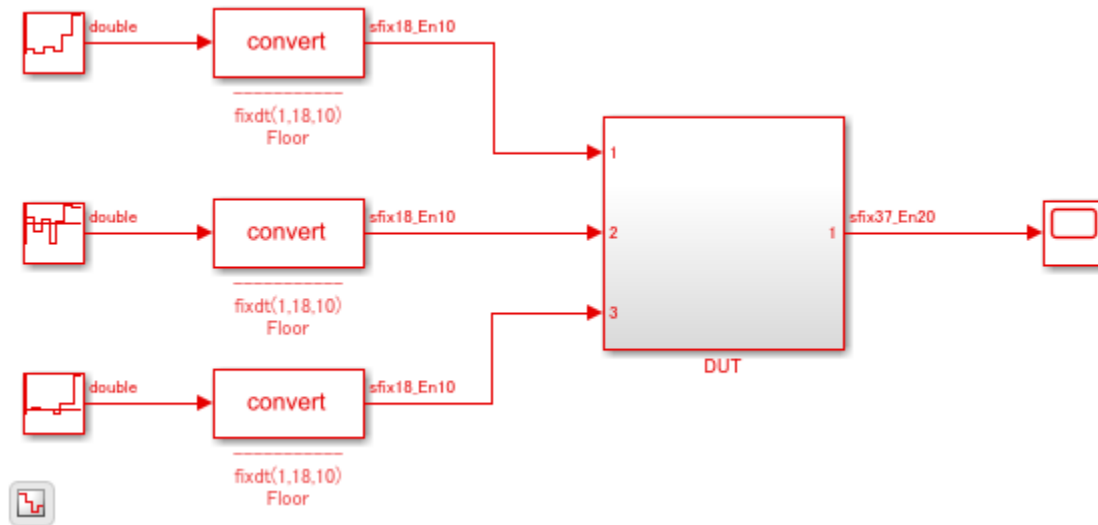 double
convert
sfix18_En10
fixdt(1,18,10)
Floor
double
convert
sfix18_En10
fixdt(1,18,10)
Floor
double
convert
sfix18_En10
fixdt(1,18,10)
Floor
1
2
3
1
DUT
sfix37_En20